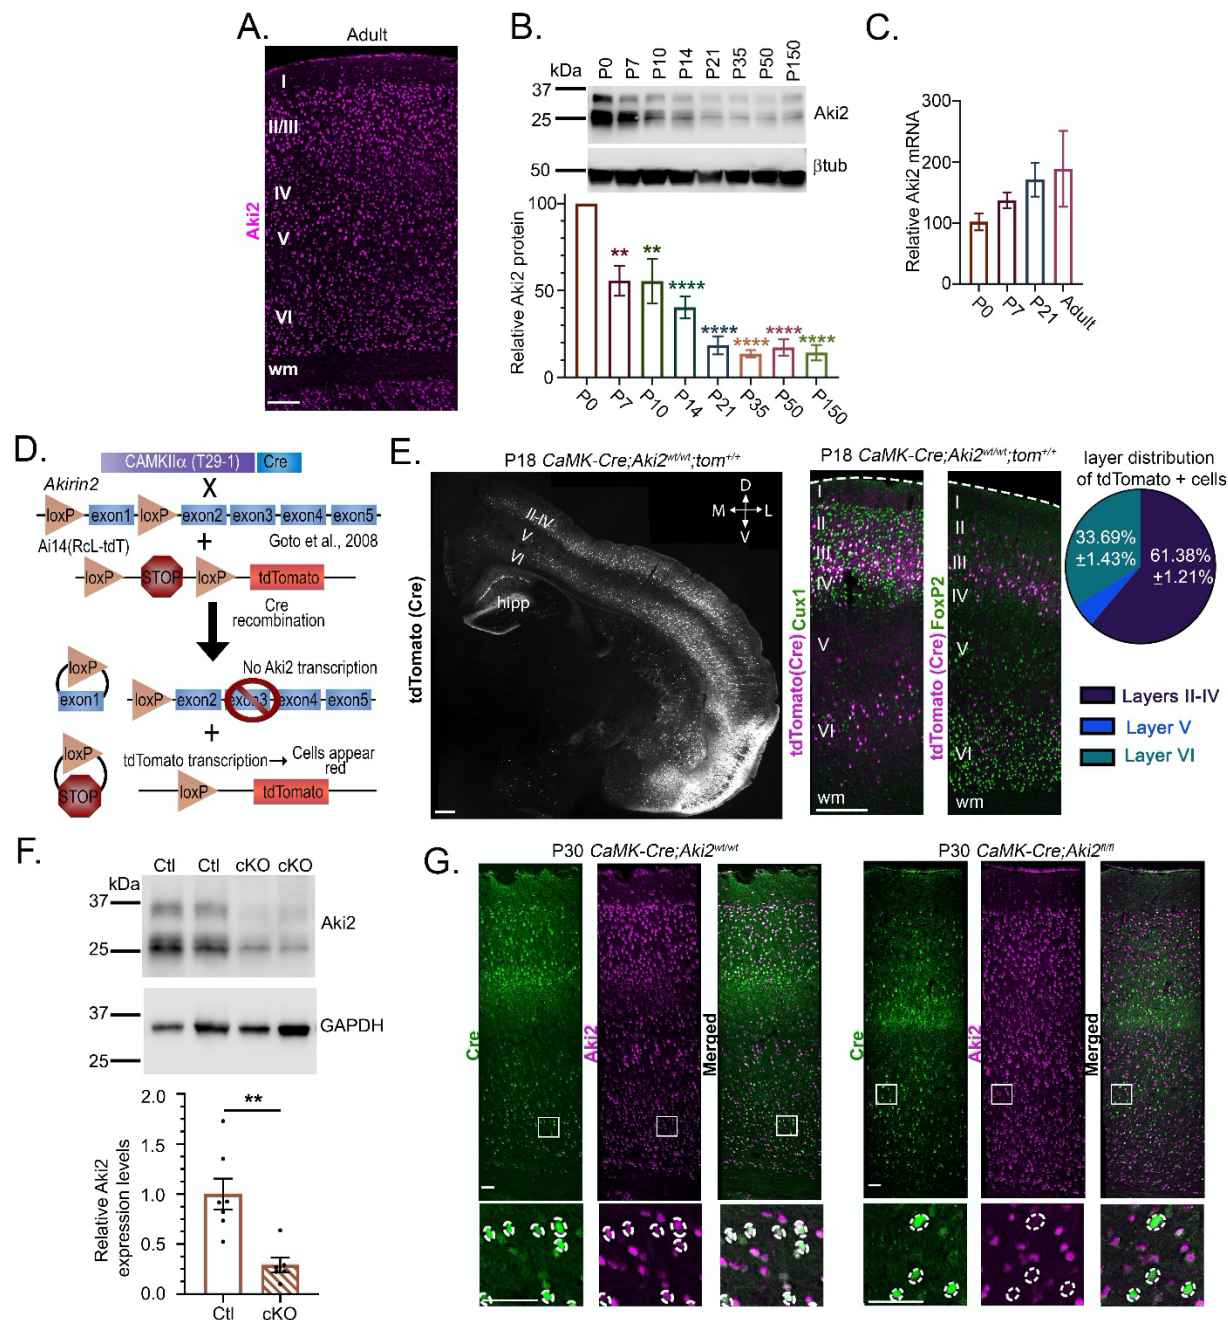 A.
Adult
I
II/III
IV
V
VI
wm
Aki2
B.
kDa
P0 P7 P10 P14 P21 P35 P50 P150
37
25
Aki2
50
βtub
Relative Aki2 protein
100
50
0
** ** **** **** **** **** ****
P0 P7 P10 P14 P21 P35 P50 P150
C.
Relative Aki2 mRNA
300
200
100
0
P0 P7 P21 Adult
D.
CAMKIIα (T29-1) Cre
X
Akirin2
loxP exon1 loxP exon2 exon3 exon4 exon5
+
Goto et al., 2008
Ai14(RcL-tdT)
loxP STOP loxP tdTomato
Cre
recombination
loxP
exon1
No Aki2 transcription
loxP exon2 exon3 exon4 exon5
+
loxP
STOP
tdTomato transcription → Cells appear
red
loxP tdTomato
E.
P18 CaMK-Cre;Aki2wt/wt;tom+/+
tdTomato (Cre)
D
M L
V
II-IV
V
VI
hipp
P18 CaMK-Cre;Aki2wt/wt;tom+/+
tdTomato(Cre) Cux1
I
II
III
IV
V
VI
wm
tdTomato (Cre) FoxP2
I
II
III
IV
V
VI
wm
layer distribution
of tdTomato + cells
33.69%
±1.43%
61.38%
±1.21%
Layers II-IV
Layer V
Layer VI
F.
Ctl Ctl cKO cKO
kDa
37
25
Aki2
37
25
GAPDH
Relative Aki2
expression levels
2.0
1.5
1.0
0.5
0.0
**
Ctl cKO
G.
P30 CaMK-Cre;Aki2wt/wt
Cre
Aki2
Merged
P30 CaMK-Cre;Aki2fl/fl
Cre
Aki2
Merged